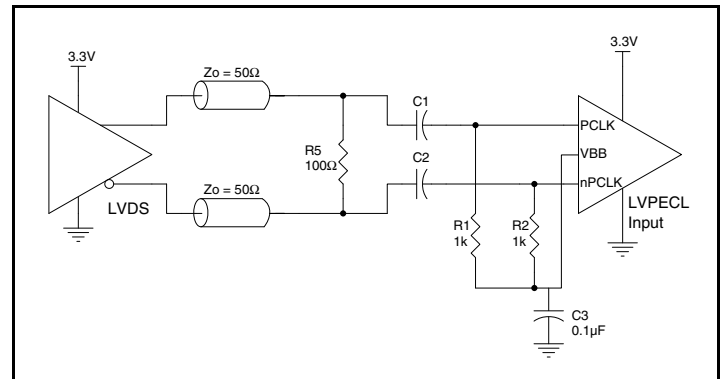 3.3V
3.3V
Zo = 50Ω
C1
PCLK
R5
100Ω
VBB
C2
nPCLK
Zo = 50Ω
LVDS
LVPECL
Input
R1
1k
R2
1k
C3
0.1µF